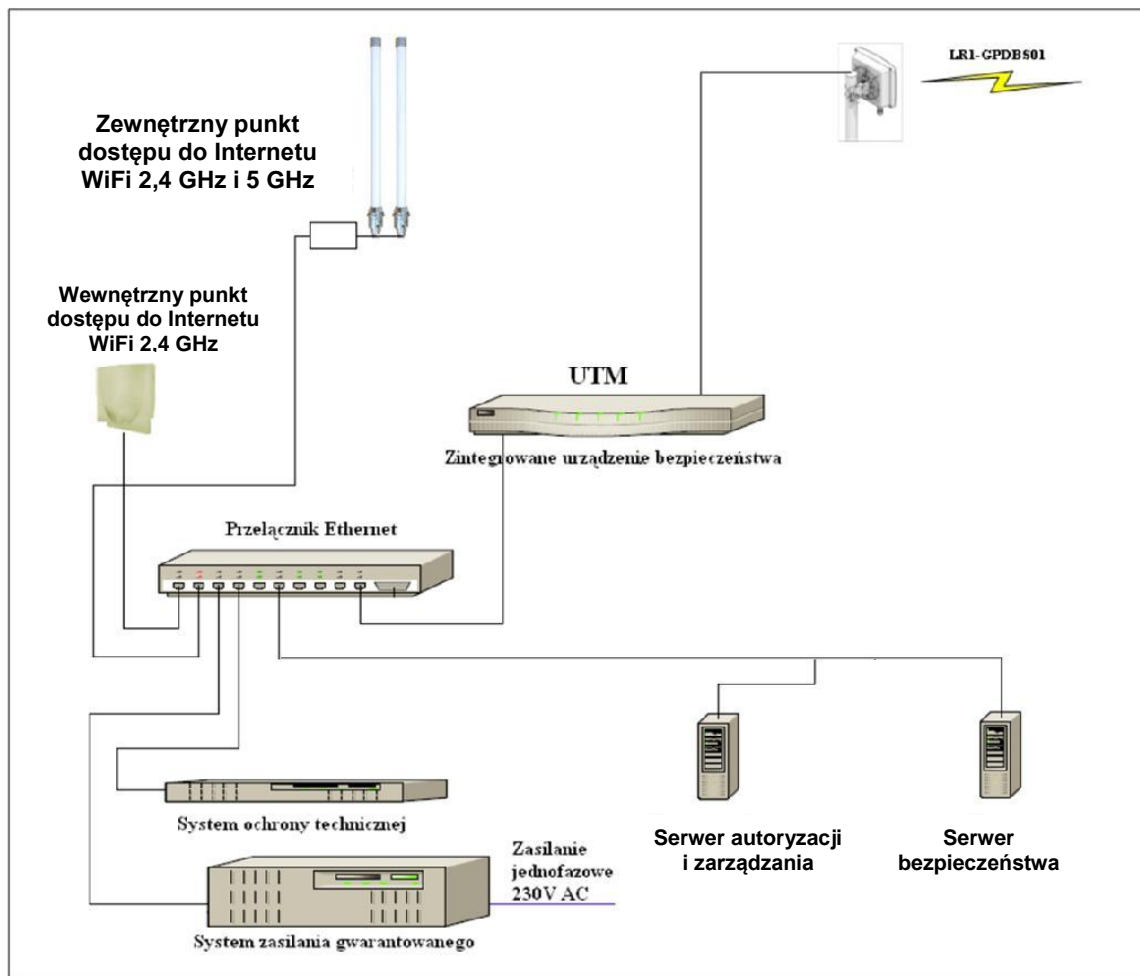 LR1-GPDBS01
Zewnętrzny punkt
dostępu do Internetu
WiFi 2,4 GHz i 5 GHz
Wewnętrzny punkt
dostępu do Internetu
WiFi 2,4 GHz
UTM
Zintegrowane urządzenie bezpieczeństwa
Przełącznik Ethernet
System ochrony technicznej
Serwer autoryzacji
i zarządzania
Serwer
bezpieczeństwa
Zasilanie
jednofazowe
230V AC
System zasilania gwarantowanego